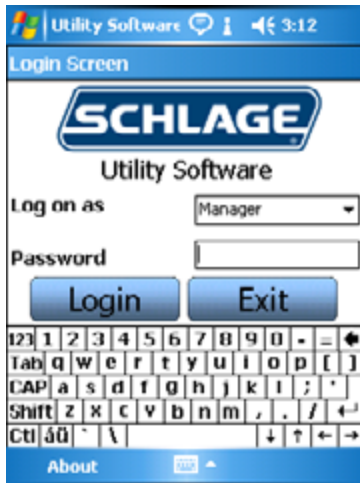 Utility Software 3:12
Login Screen
SCHLAGE
Utility Software
Log on as Manager
Password
Login Exit
123 1 2 3 4 5 6 7 8 9 0 - =
Tab q w e r t y u i o p [ ]
CAP a s d f g h j k l ; '
Shift z x c v b n m , . /
Ctl áü ` \
About